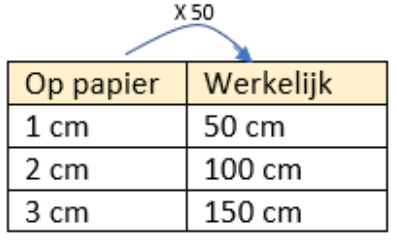 X 50
Op papier Werkelijk
1 cm 50 cm
2 cm 100 cm
3 cm 150 cm